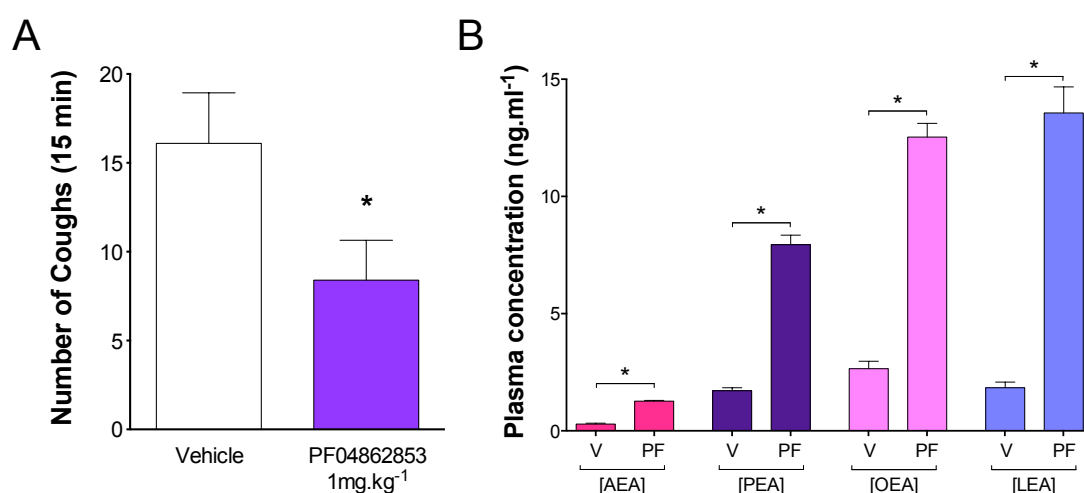 A
Number of Coughs (15 min)
20
15
10
5
0
*
Vehicle
PF04862853
1mg.kg-1
B
Plasma concentration (ng.ml-1)
15
10
5
0
*
*
*
*
V PF V PF V PF V PF
[AEA] [PEA] [OEA] [LEA]